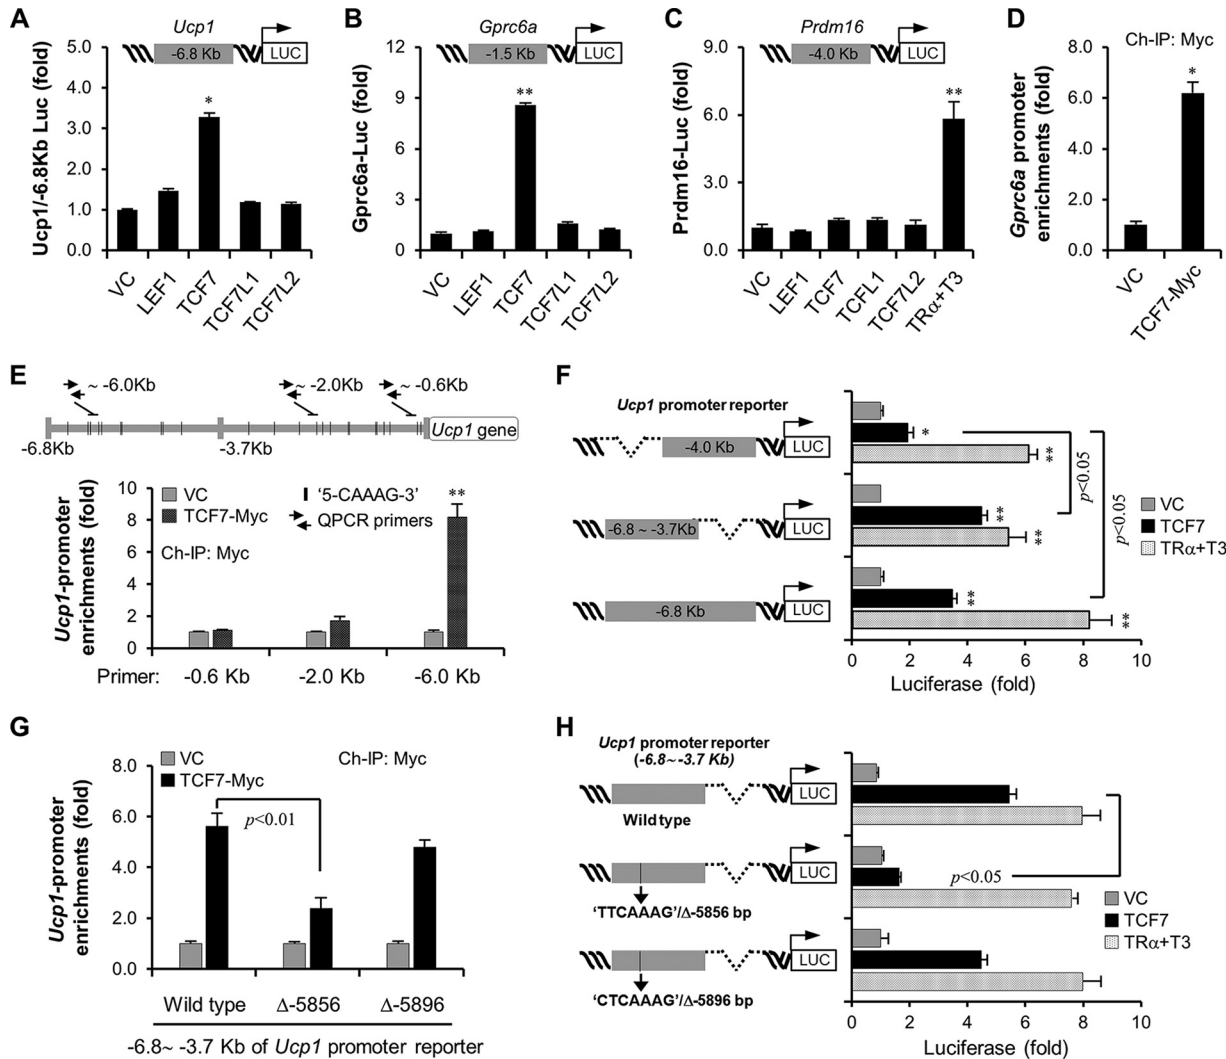 A
Ucp1
-6.8 Kb
LUC
Ucp1/-6.8Kb Luc (fold)
5.0
4.0
3.0
2.0
1.0
0.0
*
VC
LEF1
TCF7
TCF7L1
TCF7L2
B
Gprc6a
-1.5 Kb
LUC
Gprc6a-Luc (fold)
12
9
6
3
0
**
VC
LEF1
TCF7
TCF7L1
TCF7L2
C
Prdm16
-4.0 Kb
LUC
Prdm16-Luc (fold)
9.0
6.0
3.0
0.0
**
VC
LEF1
TCF7
TCFL1
TCF7L2
TRα+T3
D
Ch-IP: Myc
Gprc6a promoter
enrichments (fold)
8.0
6.0
4.0
2.0
0.0
*
VC
TCF7-Myc
E
~ -6.0Kb
~ -2.0Kb
~ -0.6Kb
Ucp1 gene
-6.8Kb
-3.7Kb
Ucp1-promoter
enrichments (fold)
10
8
6
4
2
0
VC
TCF7-Myc
'5-CAAAG-3'
QPCR primers
Ch-IP: Myc
**
Primer:
-0.6 Kb
-2.0 Kb
-6.0 Kb
F
Ucp1 promoter reporter
-4.0 Kb
LUC
-6.8 ~ -3.7Kb
LUC
-6.8 Kb
LUC
*
**
**
**
**
**
p<0.05
p<0.05
VC
TCF7
TRα+T3
0 2 4 6 8 10
Luciferase (fold)
G
VC
TCF7-Myc
Ch-IP: Myc
Ucp1-promoter
enrichments (fold)
8.0
6.0
4.0
2.0
0.0
p<0.01
Wild type
Δ-5856
Δ-5896
-6.8~ -3.7 Kb of Ucp1 promoter reporter
H
Ucp1 promoter reporter
(-6.8~ -3.7 Kb)
LUC
Wild type
LUC
'TTCAAAG'/Δ-5856 bp
LUC
'CTCAAAG'/Δ-5896 bp
p<0.05
VC
TCF7
TRα+T3
0 2 4 6 8 10
Luciferase (fold)